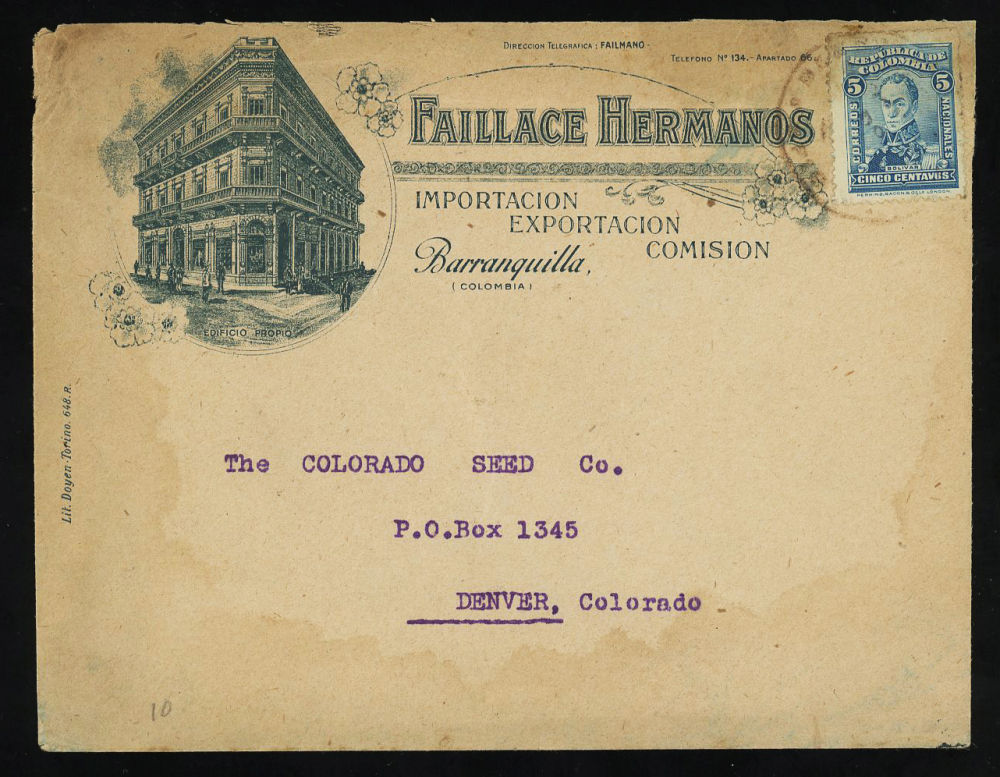 DIRECCION TELEGRAFICA : FAILMANO -
TELEFONO Nº 134. - APARTADO 66.
FAILLACE HERMANOS
IMPORTACION
EXPORTACION
COMISION
Barranquilla,
( COLOMBIA )
EDIFICIO PROPIO
REPUBLICA DE
COLOMBIA
5 5
CORREOS
NACIONALES
BOLIVAR
CINCO CENTAVOS
Lit. Doyen-Torino. 648.R.
The COLORADO SEED Co.
P.O.Box 1345
DENVER, Colorado
10